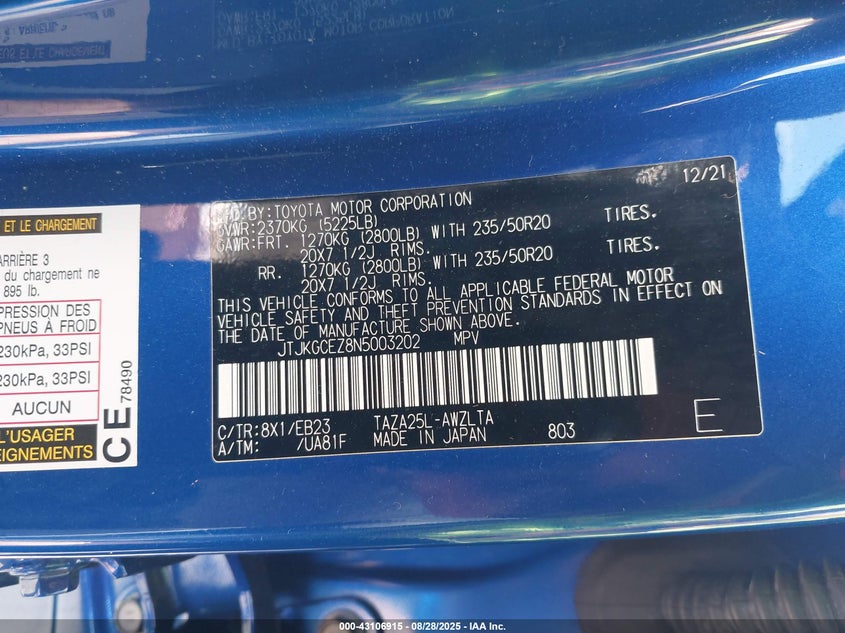 MFD.BY:TOYOTA MOTOR CORPORATION 12/21
GVWR:2370KG (5225LB)
GAWR:FRT. 1270KG (2800LB) WITH 235/50R20 TIRES.
20X7 1/2J RIMS.
RR. 1270KG (2800LB) WITH 235/50R20 TIRES.
20X7 1/2J RIMS.
THIS VEHICLE CONFORMS TO ALL APPLICABLE FEDERAL MOTOR
VEHICLE SAFETY AND THEFT PREVENTION STANDARDS IN EFFECT ON
THE DATE OF MANUFACTURE SHOWN ABOVE.
JTJKGCEZ8N5003202 MPV
C/TR:8X1/EB23 TAZA25L-AWZLTA
A/TM: /UA81F MADE IN JAPAN 803
E
ET LE CHARGEMENT
ARRIÈRE 3
du chargement ne
895 lb.
PRESSION DES
PNEUS À FROID
230kPa, 33PSI
230kPa, 33PSI
AUCUN
L'USAGER
CE 78490
000-43106915 - 08/28/2025 - IAA Inc.